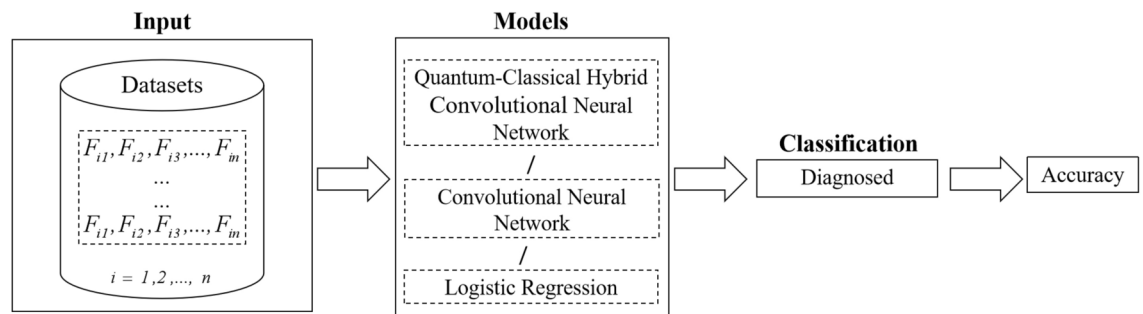 Input
Datasets
F_{i1}, F_{i2}, F_{i3},..., F_{in}
...
...
F_{i1}, F_{i2}, F_{i3},..., F_{in}
i = 1,2,..., n
Models
Quantum-Classical Hybrid
Convolutional Neural
Network
/
Convolutional Neural
Network
/
Logistic Regression
Classification
Diagnosed
Accuracy